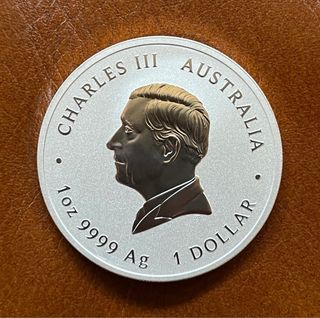 CHARLES III AUSTRALIA
1oz 9999 Ag 1 DOLLAR